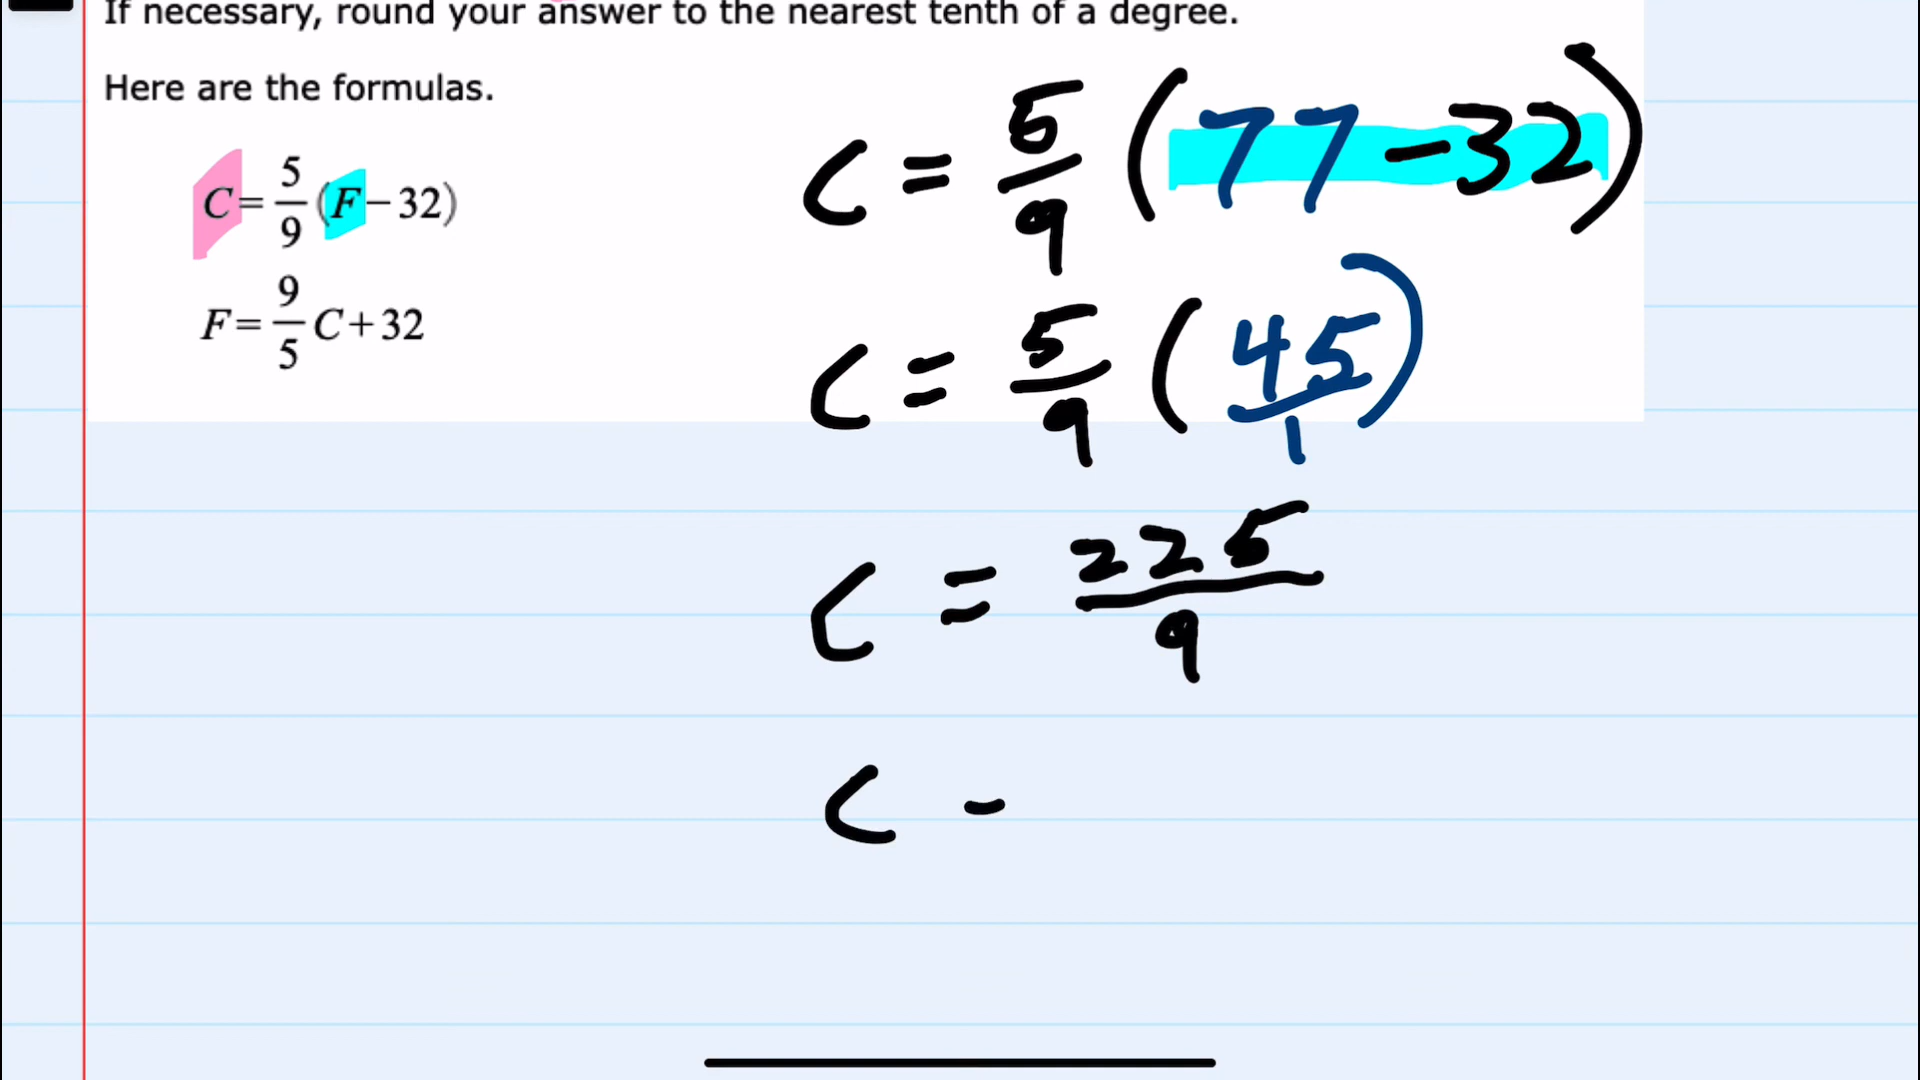 If necessary, round your answer to the nearest tenth of a degree.
Here are the formulas.
C = 5/9 (F − 32)
F = 9/5 C + 32
C = 5/9 (77 − 32)
C = 5/9 (45/1)
C = 225/9
C -